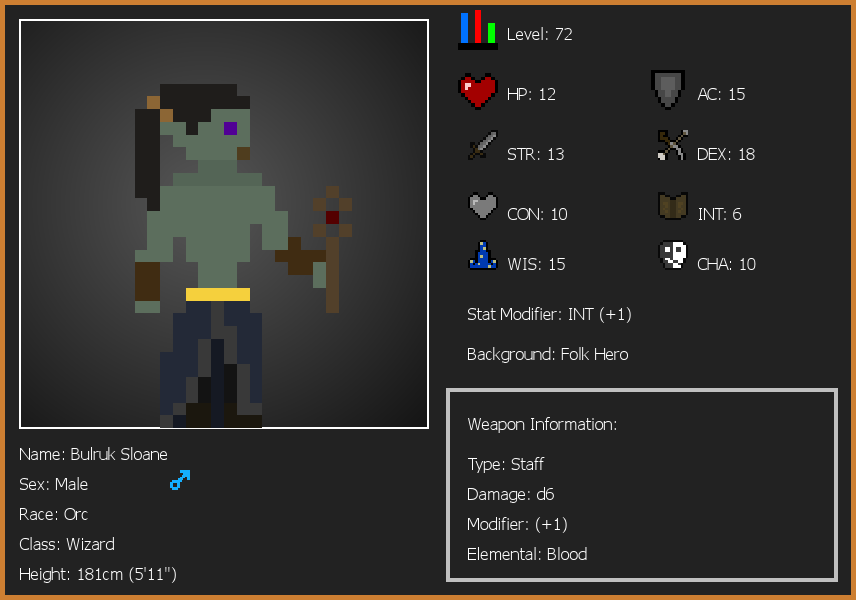 Level: 72
HP: 12
AC: 15
STR: 13
DEX: 18
CON: 10
INT: 6
WIS: 15
CHA: 10
Stat Modifier: INT (+1)
Background: Folk Hero
Weapon Information:
Type: Staff
Damage: d6
Modifier: (+1)
Elemental: Blood
Name: Bulruk Sloane
Sex: Male
Race: Orc
Class: Wizard
Height: 181cm (5'11")